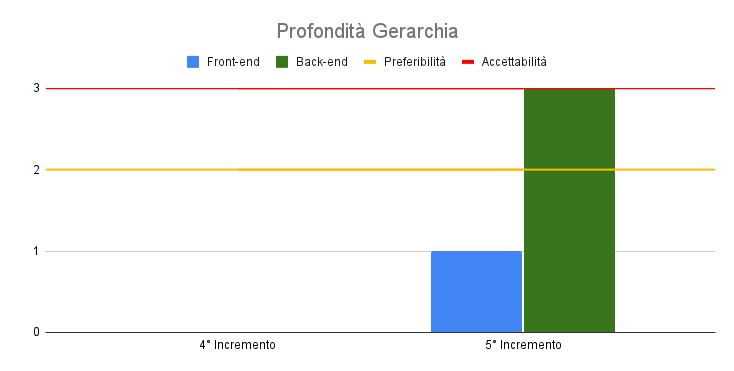 Profondità Gerarchia
Front-end Back-end Preferibilità Accettabilità
3
2
1
0
4° Incremento 5° Incremento